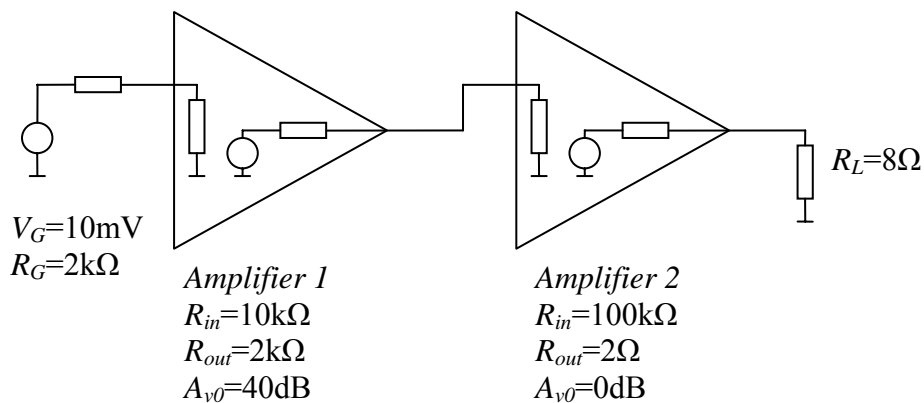 R_L=8Ω
V_G=10mV
R_G=2kΩ
Amplifier 1
R_in=10kΩ
R_out=2kΩ
A_v0=40dB
Amplifier 2
R_in=100kΩ
R_out=2Ω
A_v0=0dB